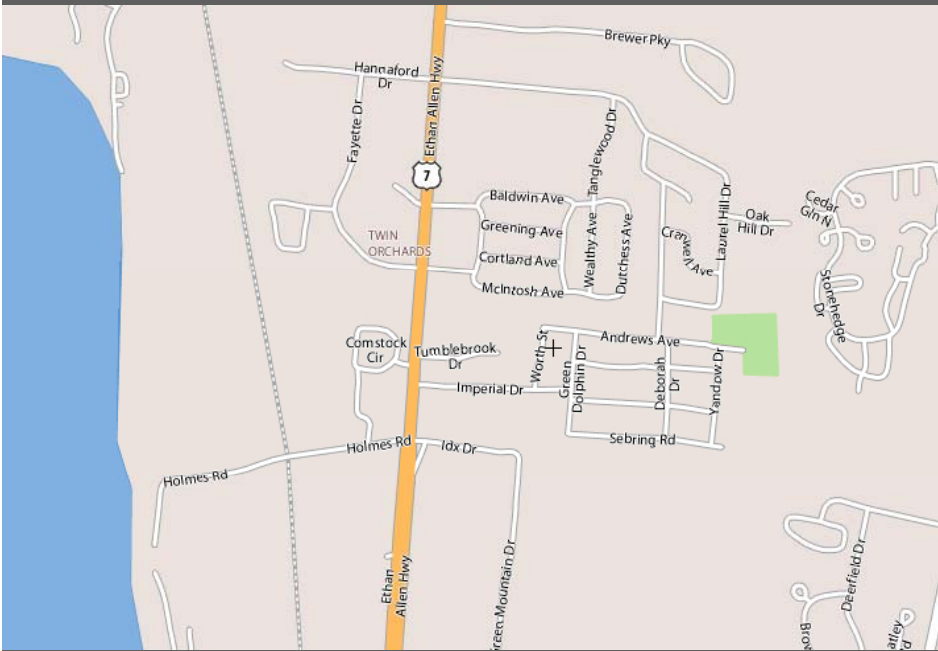 Brewer Pky
Hannaford
Dr
Ethan Allen Hwy
Fayette Dr
Tanglewood Dr
7
Baldwin Ave
Cedar
Gln N
Laurel Hill Dr
Oak
Hill Dr
Greening Ave
Wealthy Ave
Dutchess Ave
TWIN
ORCHARDS
Cranwell Ave
Cortland Ave
McIntosh Ave
Stonehedge
Dr
Comstock
Cir
Tumblebrook
Dr
Worth St
Andrews Ave
Green
Dolphin Dr
Deborah
Dr
Yandow Dr
Imperial Dr
Holmes Rd
Idx Dr
Sebring Rd
Holmes Rd
Ethan
Allen Hwy
Green Mountain Dr
Deerfield Dr